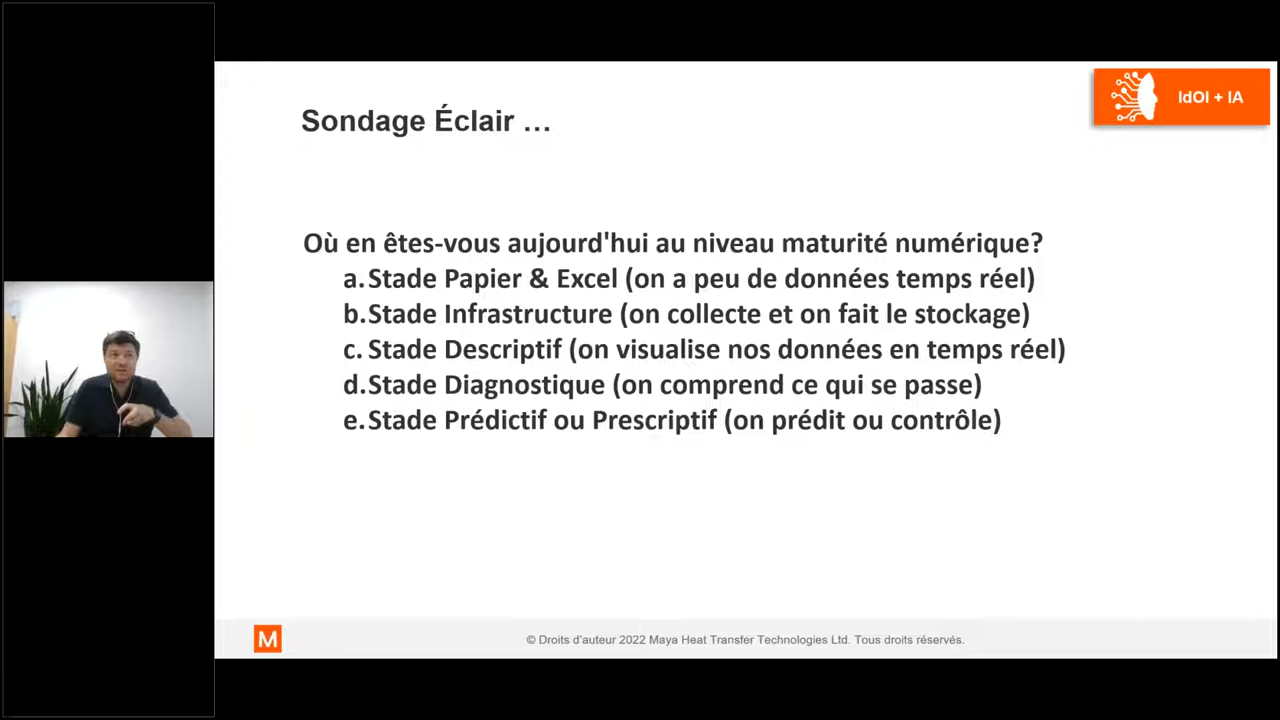 IdOI + IA
Sondage Éclair ...
Où en êtes-vous aujourd'hui au niveau maturité numérique?
a. Stade Papier & Excel (on a peu de données temps réel)
b. Stade Infrastructure (on collecte et on fait le stockage)
c. Stade Descriptif (on visualise nos données en temps réel)
d. Stade Diagnostique (on comprend ce qui se passe)
e. Stade Prédictif ou Prescriptif (on prédit ou contrôle)
M
© Droits d'auteur 2022 Maya Heat Transfer Technologies Ltd. Tous droits réservés.